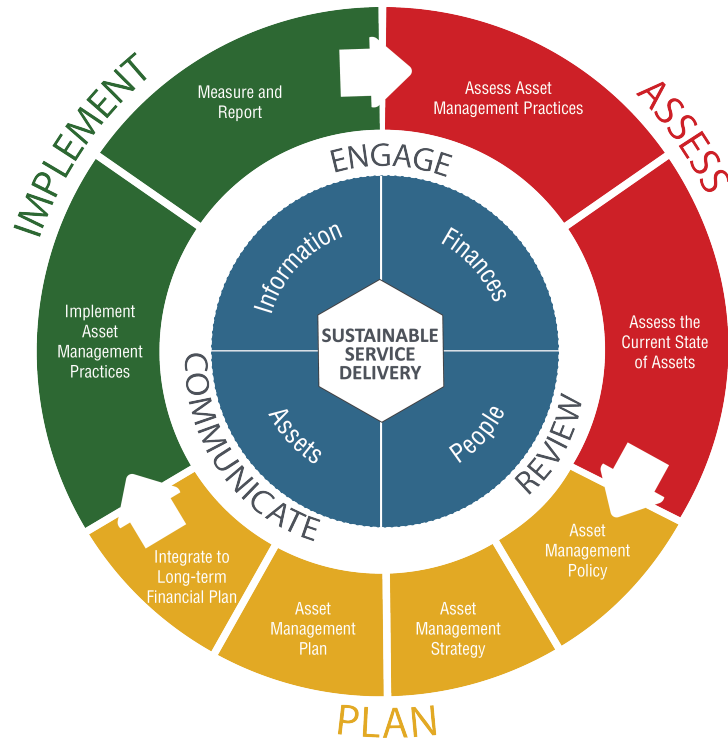 IMPLEMENT
ASSESS
PLAN
Measure and
Report
Assess Asset
Management Practices
Assess the
Current State
of Assets
Asset
Management
Policy
Asset
Management
Strategy
Asset
Management
Plan
Integrate to
Long-term
Financial Plan
Implement
Asset
Management
Practices
ENGAGE
REVIEW
COMMUNICATE
Information
Finances
People
Assets
SUSTAINABLE
SERVICE
DELIVERY